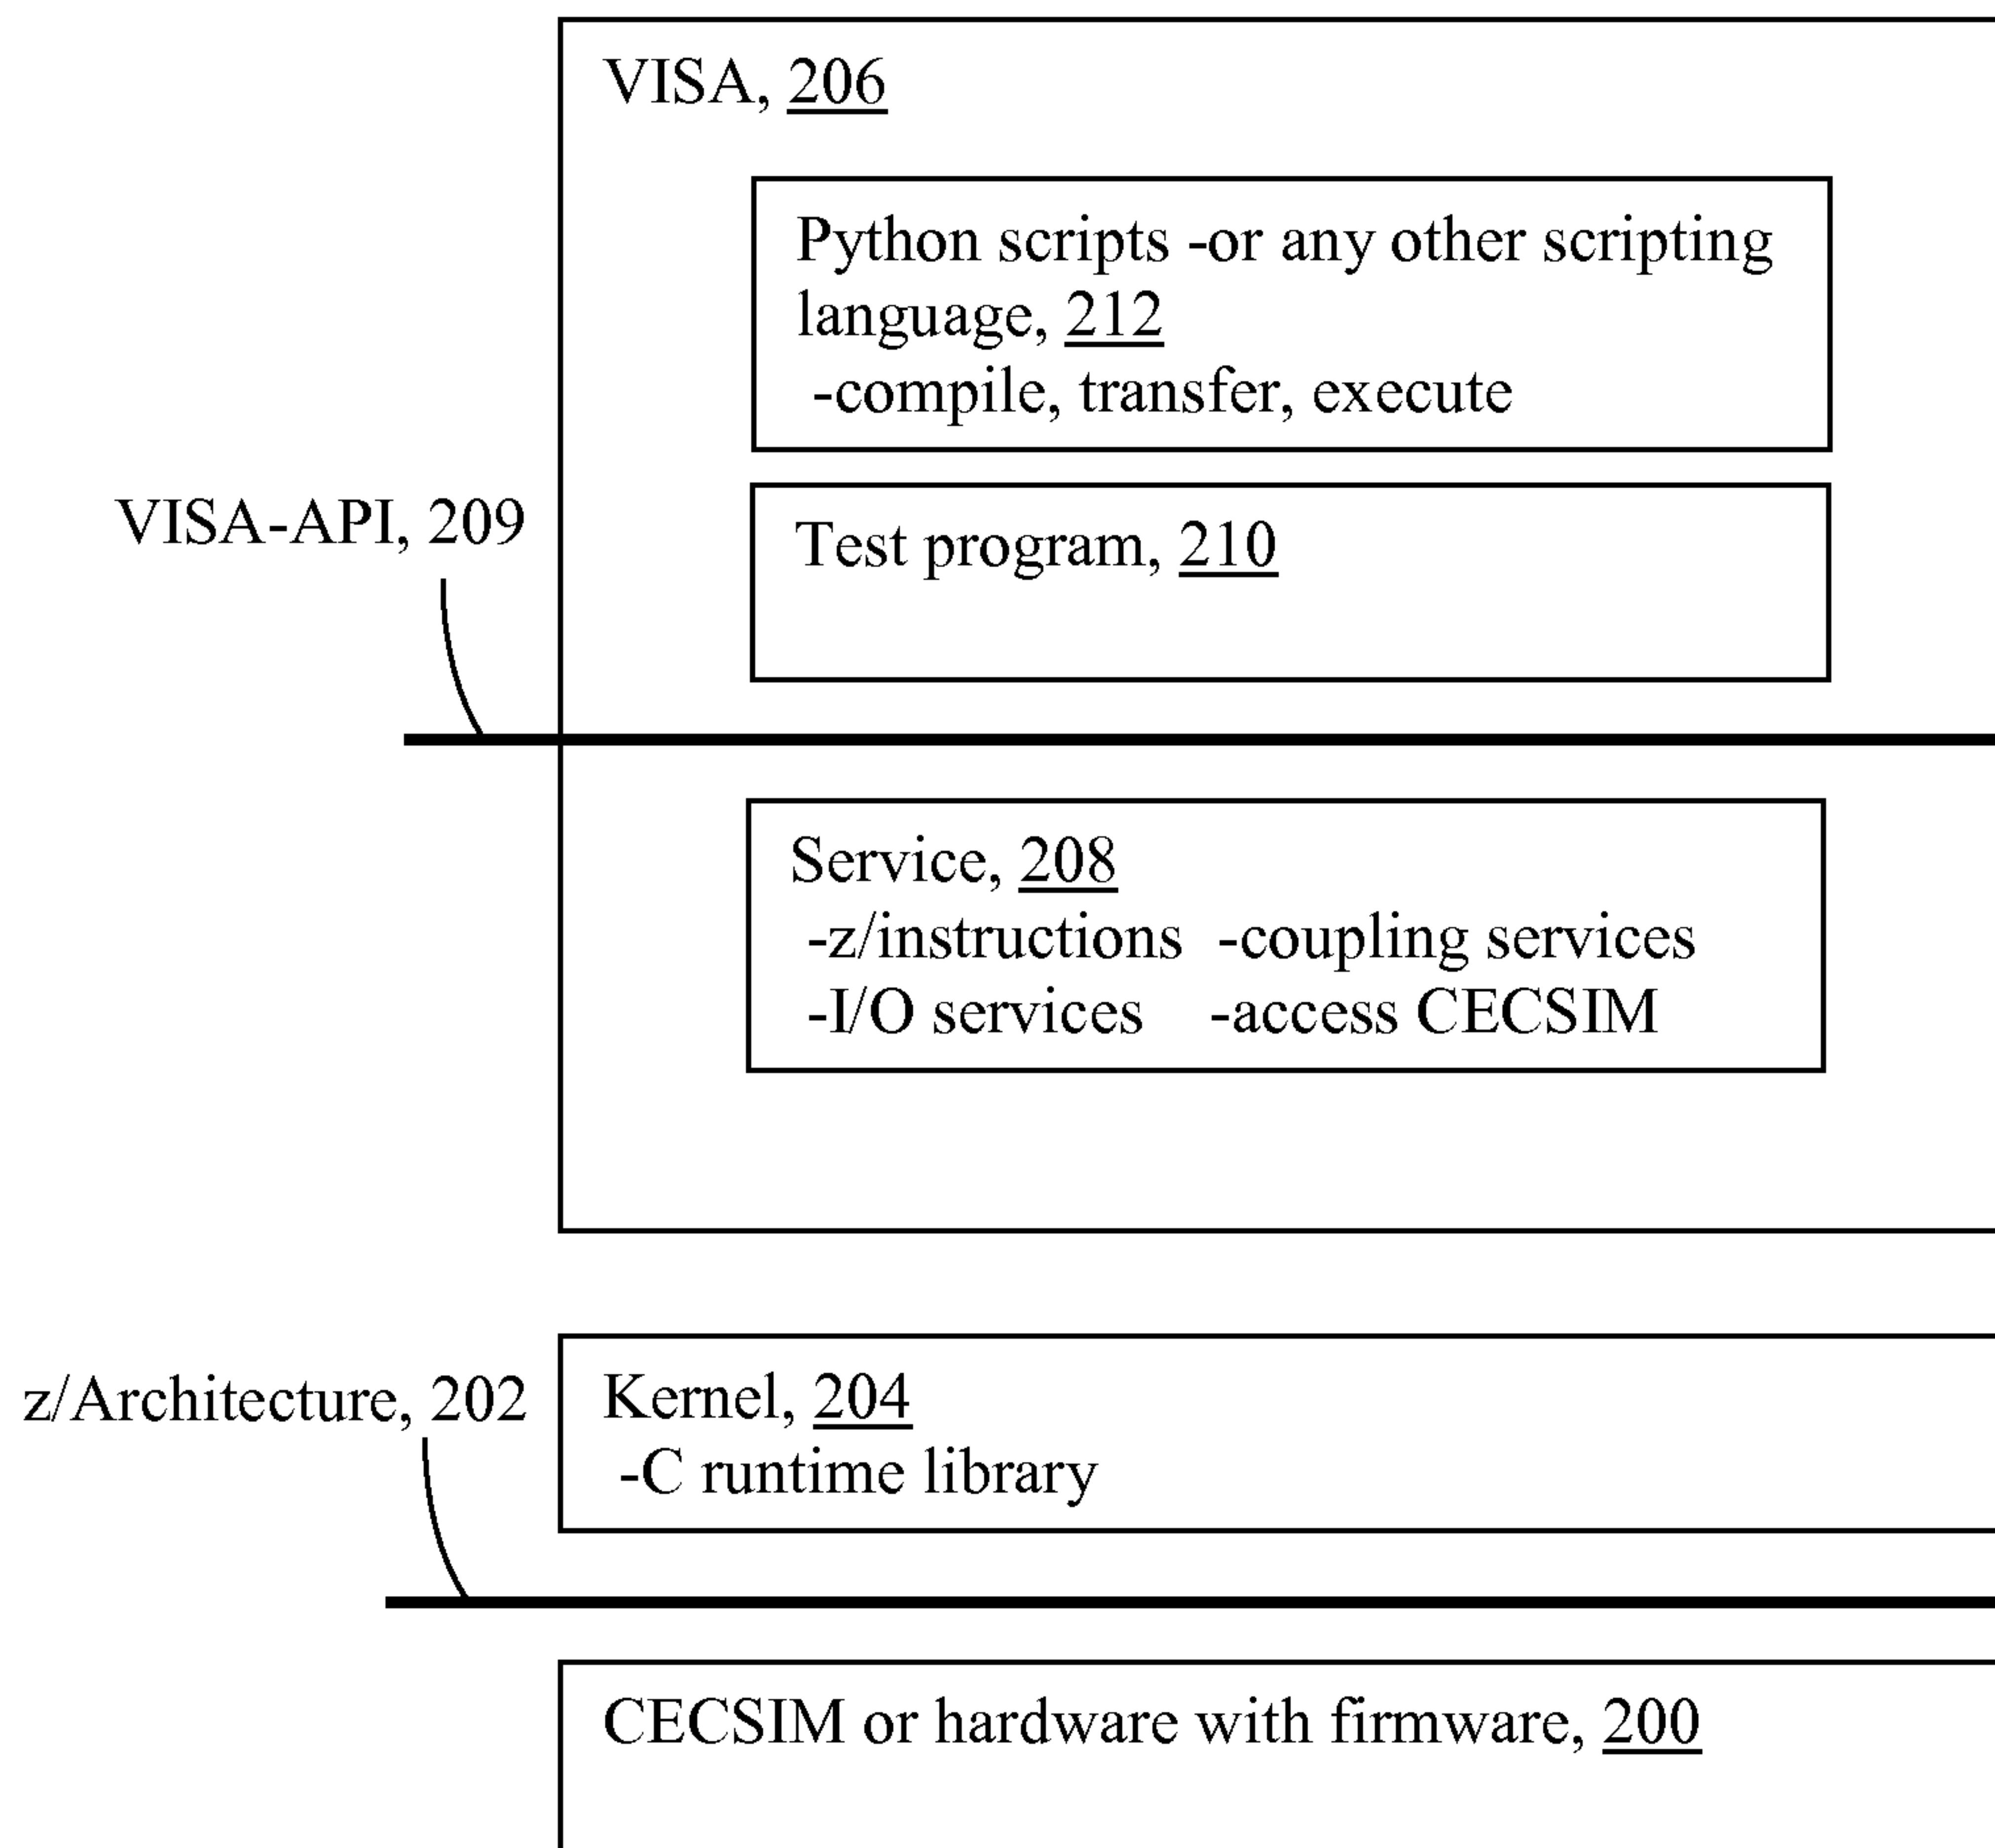 VISA, 206
Python scripts -or any other scripting
language, 212
-compile, transfer, execute
VISA-API, 209
Test program, 210
Service, 208
-z/instructions -coupling services
-I/O services -access CECSIM
z/Architecture, 202
Kernel, 204
-C runtime library
CECSIM or hardware with firmware, 200